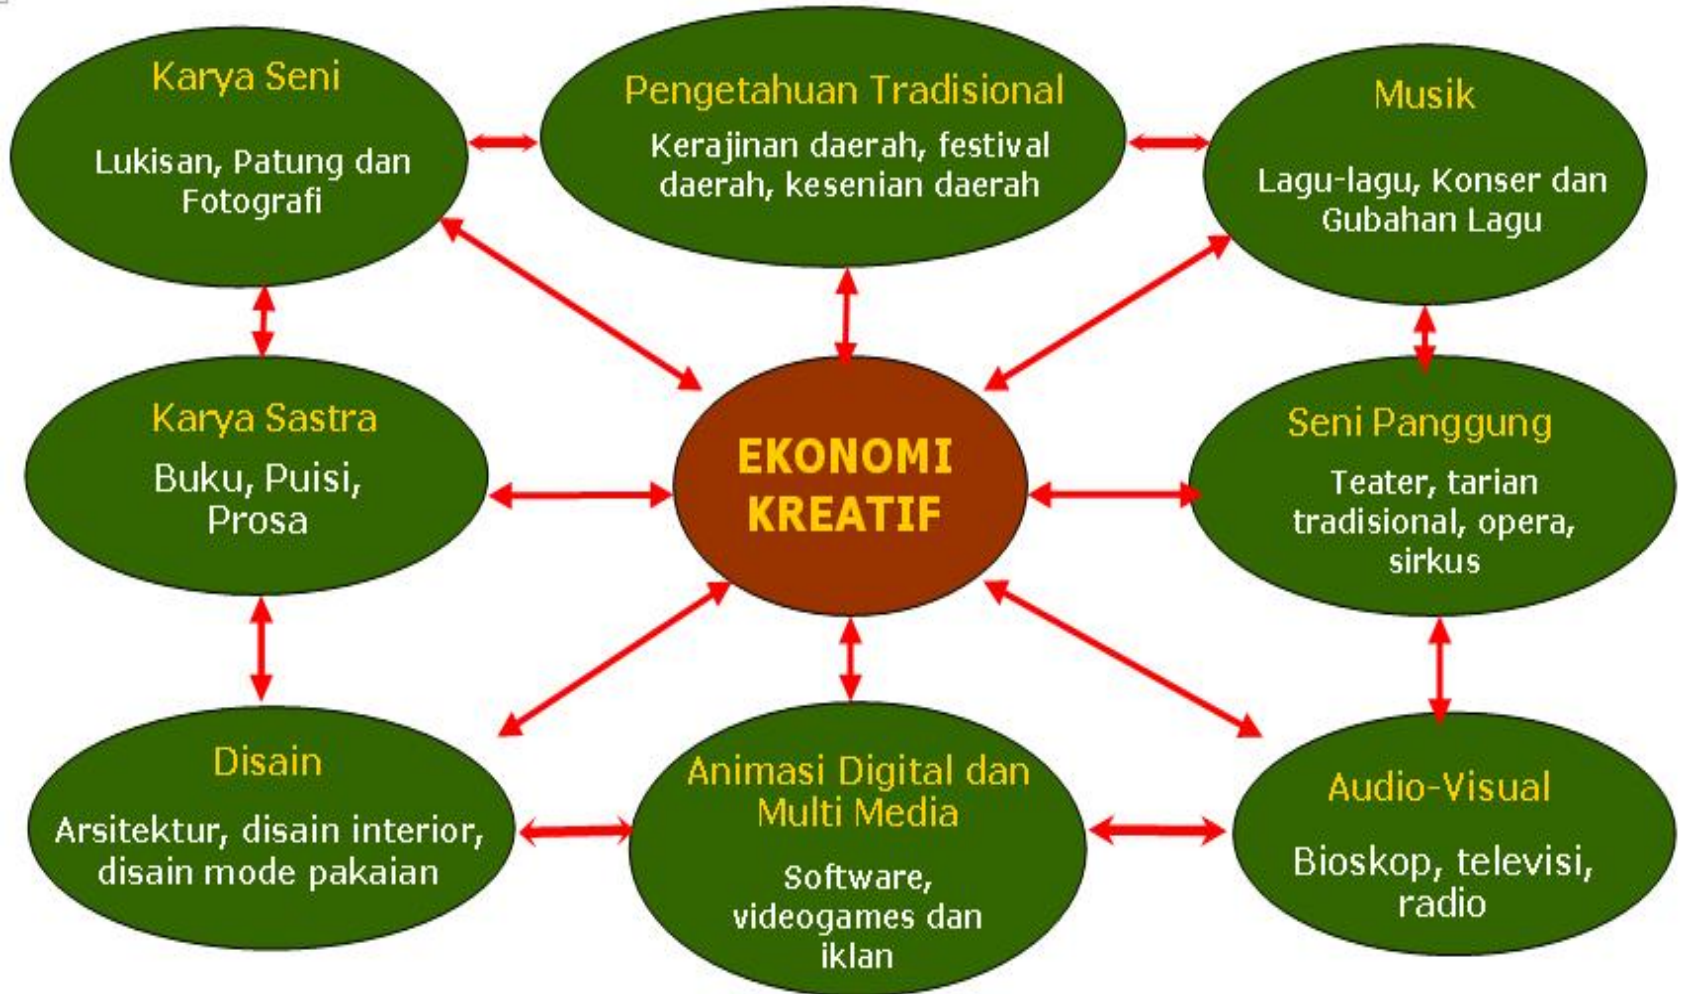 Karya Seni
Lukisan, Patung dan
Fotografi
Pengetahuan Tradisional
Kerajinan daerah, festival
daerah, kesenian daerah
Musik
Lagu-lagu, Konser dan
Gubahan Lagu
Karya Sastra
Buku, Puisi,
Prosa
EKONOMI
KREATIF
Seni Panggung
Teater, tarian
tradisional, opera,
sirkus
Disain
Arsitektur, disain interior,
disain mode pakaian
Animasi Digital dan
Multi Media
Software,
videogames dan
iklan
Audio-Visual
Bioskop, televisi,
radio